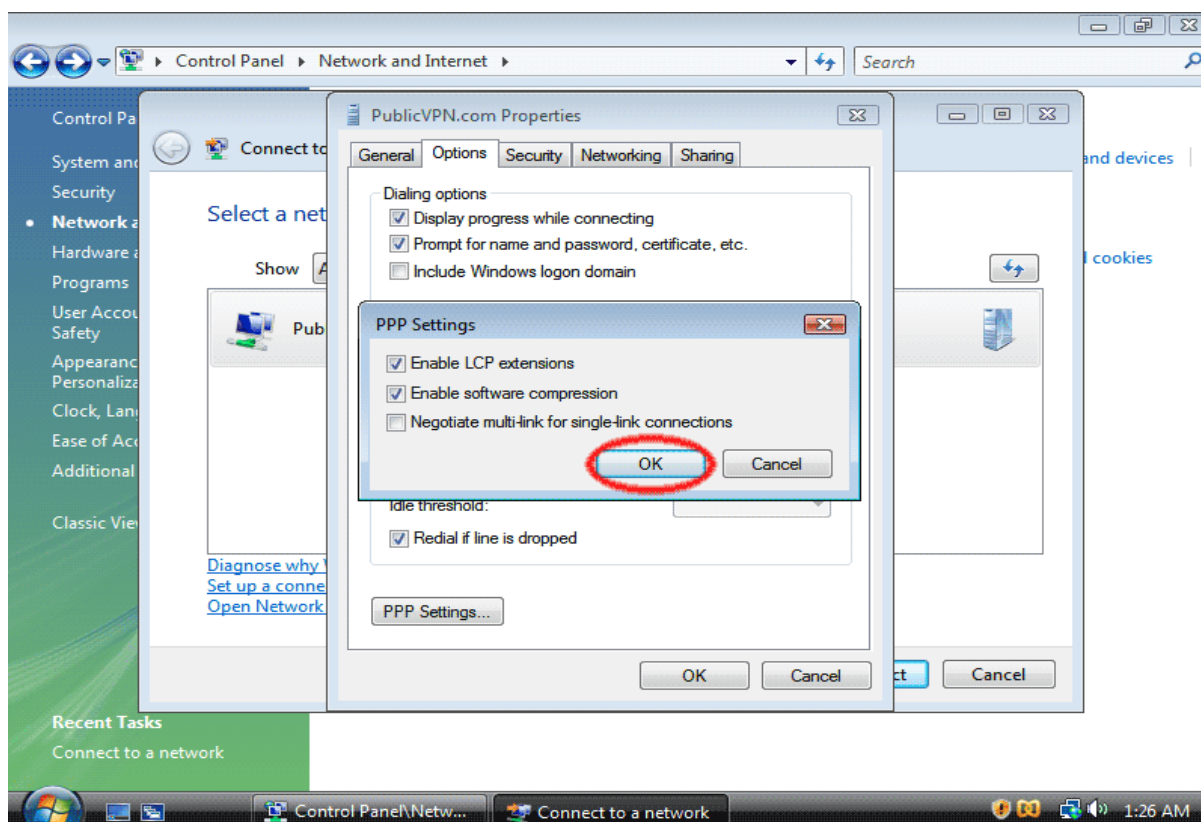 Control Panel ▸ Network and Internet ▸
Search
Control Pa
System and
Security
Network a
Hardware a
Programs
User Accou
Safety
Appearanc
Personaliza
Clock, Lan
Ease of Acc
Additional
Classic Vie
Recent Tasks
Connect to a network
and devices
cookies
Connect to
Select a net
Show
Pub
Diagnose why
Set up a conne
Open Network
ct
Cancel
PublicVPN.com Properties
General Options Security Networking Sharing
Dialing options
Display progress while connecting
Prompt for name and password, certificate, etc.
Include Windows logon domain
PPP Settings
Enable LCP extensions
Enable software compression
Negotiate multi-link for single-link connections
OK Cancel
Idle threshold:
Redial if line is dropped
PPP Settings...
OK Cancel
Control Panel\Netw...
Connect to a network
1:26 AM